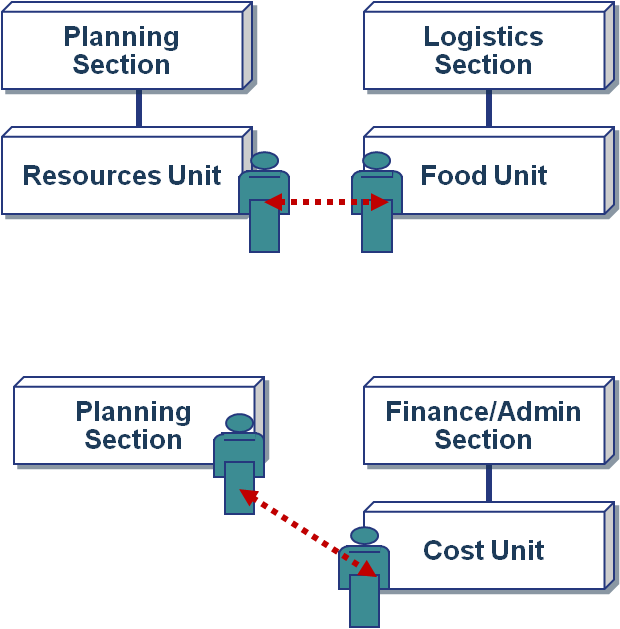 Planning
Section
Logistics
Section
Resources Unit
Food Unit
Planning
Section
Finance/Admin
Section
Cost Unit